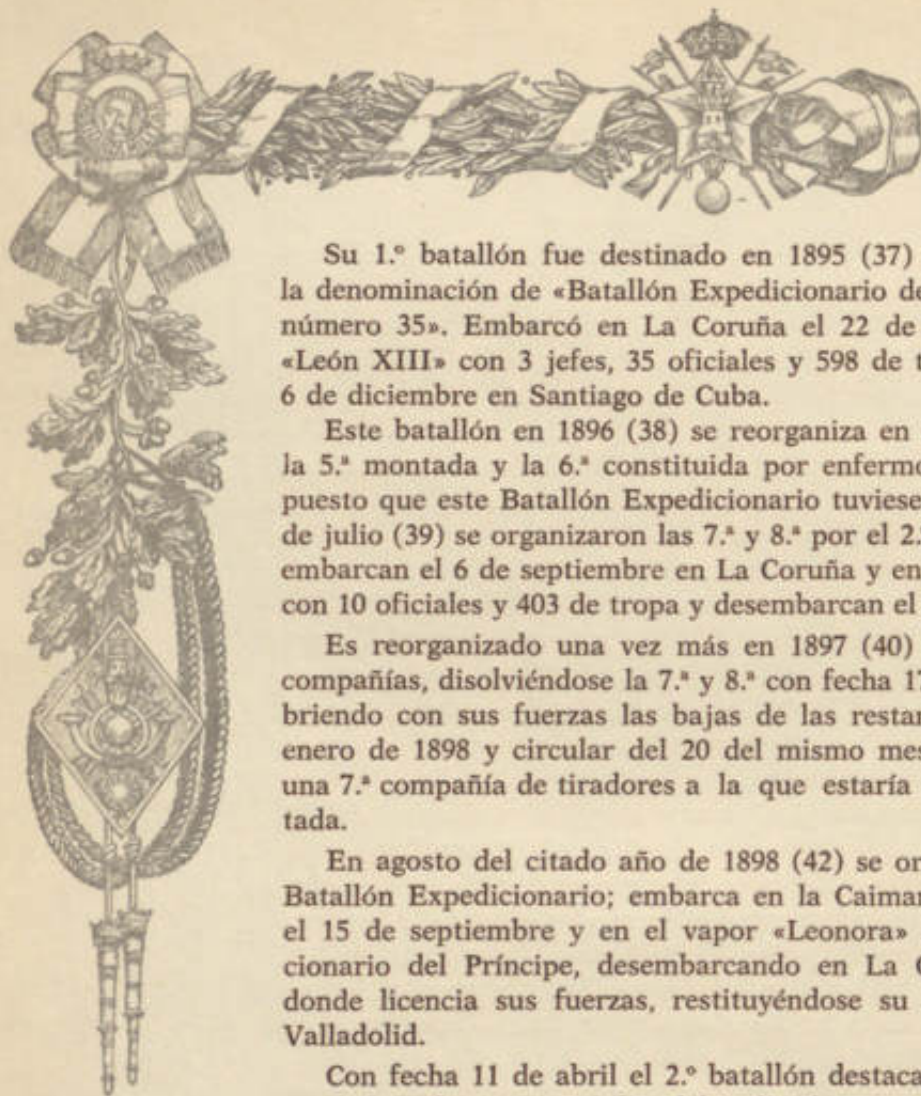 Su 1.º batallón fue destinado en 1895 (37)
la denominación de «Batallón Expedicionario de
número 35». Embarcó en La Coruña el 22 de
«León XIII» con 3 jefes, 35 oficiales y 598 de t
6 de diciembre en Santiago de Cuba.
Este batallón en 1896 (38) se reorganiza en
la 5.ª montada y la 6.ª constituida por enfermo
puesto que este Batallón Expedicionario tuviese
de julio (39) se organizaron las 7.ª y 8.ª por el 2.
embarcan el 6 de septiembre en La Coruña y en
con 10 oficiales y 403 de tropa y desembarcan el
Es reorganizado una vez más en 1897 (40)
compañías, disolviéndose la 7.ª y 8.ª con fecha 17
briendo con sus fuerzas las bajas de las restar
enero de 1898 y circular del 20 del mismo mes
una 7.ª compañía de tiradores a la que estaría
tada.
En agosto del citado año de 1898 (42) se or
Batallón Expedicionario; embarca en la Caimar
el 15 de septiembre y en el vapor «Leonora»
cionario del Príncipe, desembarcando en La C
donde licencia sus fuerzas, restituyéndose su
Valladolid.
Con fecha 11 de abril el 2.º batallón destaca